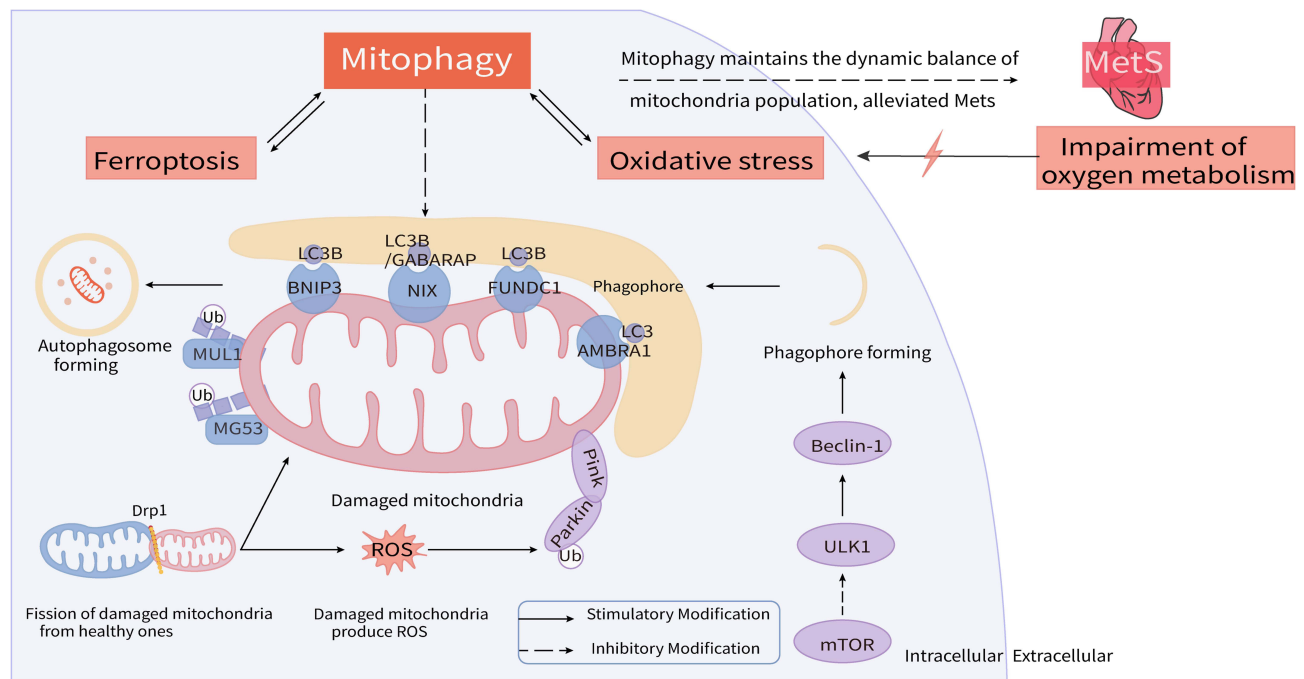 Mitophagy
Mitophagy maintains the dynamic balance of
mitochondria population, alleviated Mets
MetS
Ferroptosis
Oxidative stress
Impairment of
oxygen metabolism
LC3B
BNIP3
LC3B
/GABARAP
NIX
LC3B
FUNDC1
Phagophore
LC3
AMBRA1
Autophagosome
forming
Ub
MUL1
Ub
MG53
Phagophore forming
Beclin-1
ULK1
mTOR
Pink
Parkin
Ub
Damaged mitochondria
Drp1
ROS
Fission of damaged mitochondria
from healthy ones
Damaged mitochondria
produce ROS
Stimulatory Modification
Inhibitory Modification
Intracellular
Extracellular